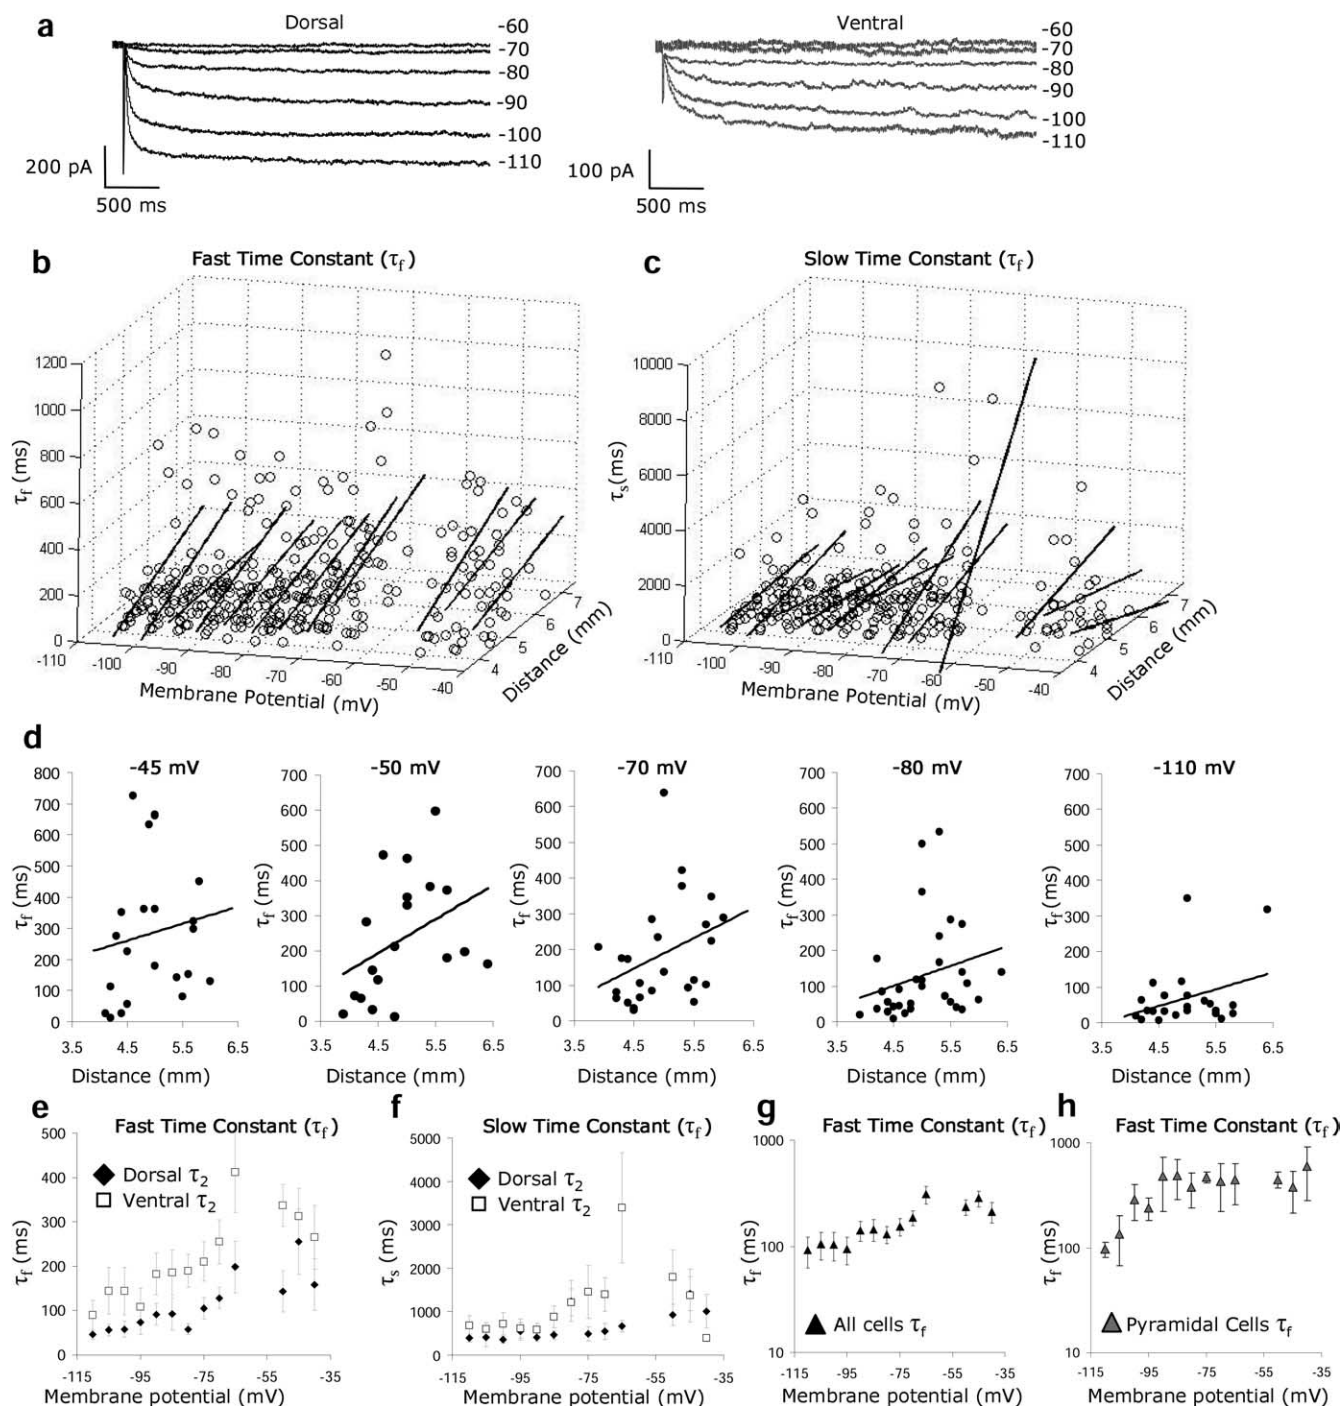 a
Dorsal
-60
-70
-80
-90
-100
-110
200 pA
500 ms
Ventral
-60
-70
-80
-90
-100
-110
100 pA
500 ms
b
Fast Time Constant (τf)
1200
1000
800
600
400
200
0
τf (ms)
-110
-100
-90
-80
-70
-60
-50
-40
Membrane Potential (mV)
4
5
6
7
Distance (mm)
c
Slow Time Constant (τf)
10000
8000
6000
4000
2000
0
τs(ms)
-110
-100
-90
-80
-70
-60
-50
-40
Membrane Potential (mV)
4
5
6
7
Distance (mm)
d
-45 mV
800
700
600
500
400
300
200
100
0
τf (ms)
3.5 4.5 5.5 6.5
Distance (mm)
-50 mV
700
600
500
400
300
200
100
0
τf (ms)
3.5 4.5 5.5 6.5
Distance (mm)
-70 mV
700
600
500
400
300
200
100
0
τf (ms)
3.5 4.5 5.5 6.5
Distance (mm)
-80 mV
700
600
500
400
300
200
100
0
τf (ms)
3.5 4.5 5.5 6.5
Distance (mm)
-110 mV
700
600
500
400
300
200
100
0
τf (ms)
3.5 4.5 5.5 6.5
Distance (mm)
e
Fast Time Constant (τf)
500
400
300
200
100
0
τf (ms)
Dorsal τ2
Ventral τ2
-115 -95 -75 -55 -35
Membrane potential (mV)
f
Slow Time Constant (τf)
5000
4000
3000
2000
1000
0
τs (ms)
Dorsal τ2
Ventral τ2
-115 -95 -75 -55 -35
Membrane potential (mV)
g
Fast Time Constant (τf)
1000
100
10
τf (ms)
All cells τf
-115 -95 -75 -55 -35
Membrane potential (mV)
h
Fast Time Constant (τf)
1000
100
10
τf (ms)
Pyramidal Cells τf
-115 -95 -75 -55 -35
Membrane potential (mV)